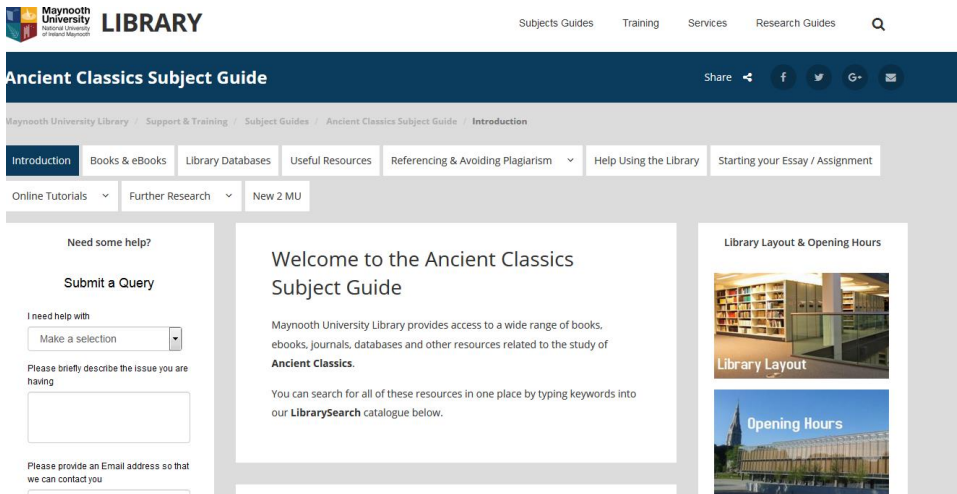 Maynooth
University
National University
of Ireland Maynooth
LIBRARY
Subjects Guides Training Services Research Guides
Ancient Classics Subject Guide
Share
f
G+
Maynooth University Library / Support & Training / Subject Guides / Ancient Classics Subject Guide / Introduction
Introduction Books & eBooks Library Databases Useful Resources Referencing & Avoiding Plagiarism Help Using the Library Starting your Essay / Assignment
Online Tutorials Further Research New 2 MU
Need some help?
Submit a Query
I need help with
Make a selection
Please briefly describe the issue you are
having
Please provide an Email address so that
we can contact you
Welcome to the Ancient Classics
Subject Guide
Maynooth University Library provides access to a wide range of books,
ebooks, journals, databases and other resources related to the study of
Ancient Classics.
You can search for all of these resources in one place by typing keywords into
our LibrarySearch catalogue below.
Library Layout & Opening Hours
Library Layout
Opening Hours